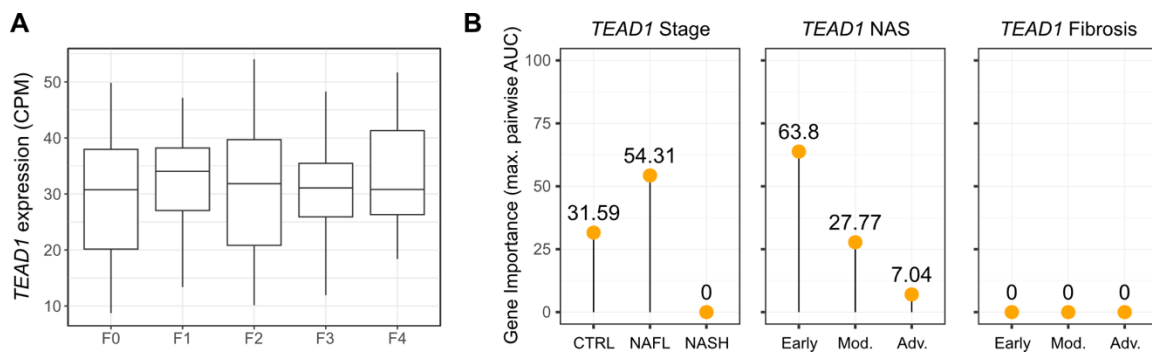 A
TEAD1 expression (CPM)
50
40
30
20
10
F0 F1 F2 F3 F4
B
Gene Importance (max. pairwise AUC)
TEAD1 Stage TEAD1 NAS TEAD1 Fibrosis
100
75
50
25
0
31.59 54.31 0
63.8 27.77 7.04
0 0 0
CTRL NAFL NASH Early Mod. Adv. Early Mod. Adv.